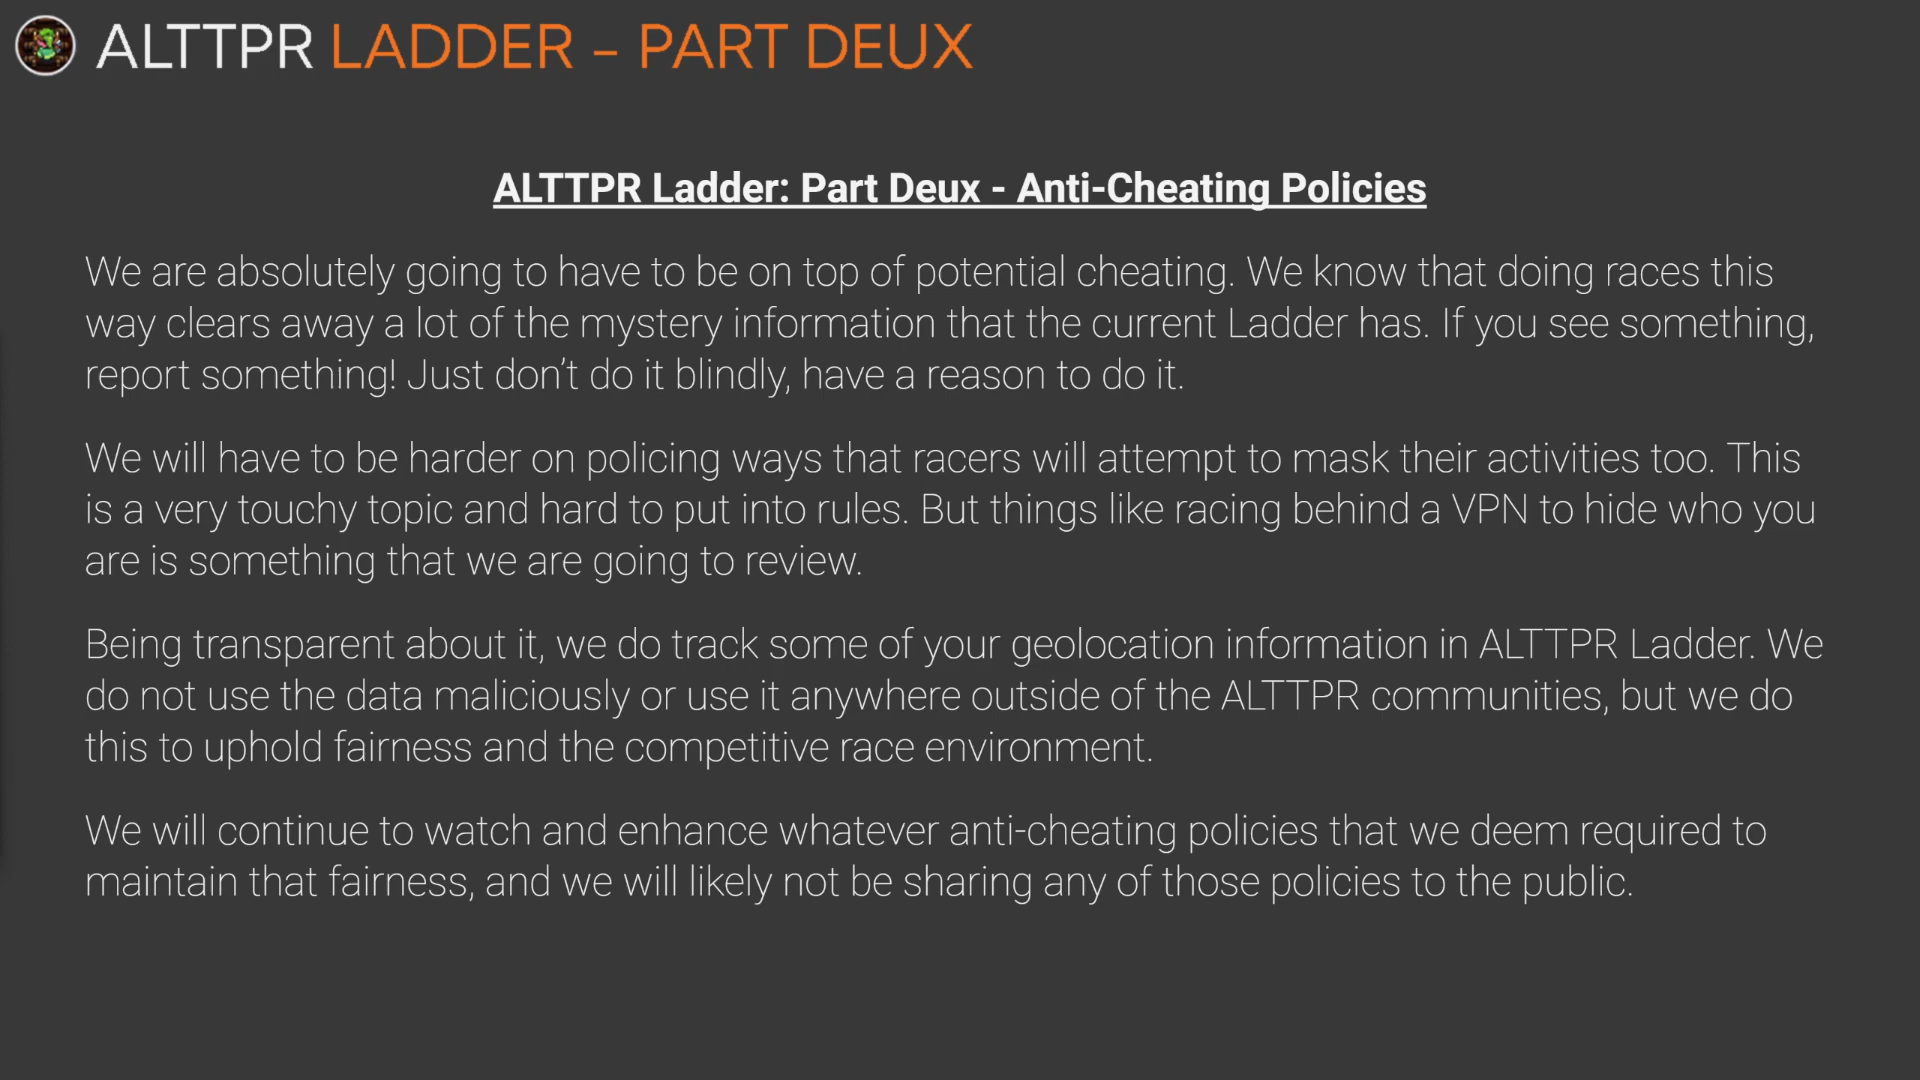 ALTTPR LADDER – PART DEUX
ALTTPR Ladder: Part Deux - Anti-Cheating Policies
We are absolutely going to have to be on top of potential cheating. We know that doing races this
way clears away a lot of the mystery information that the current Ladder has. If you see something,
report something! Just don’t do it blindly, have a reason to do it.
We will have to be harder on policing ways that racers will attempt to mask their activities too. This
is a very touchy topic and hard to put into rules. But things like racing behind a VPN to hide who you
are is something that we are going to review.
Being transparent about it, we do track some of your geolocation information in ALTTPR Ladder. We
do not use the data maliciously or use it anywhere outside of the ALTTPR communities, but we do
this to uphold fairness and the competitive race environment.
We will continue to watch and enhance whatever anti-cheating policies that we deem required to
maintain that fairness, and we will likely not be sharing any of those policies to the public.